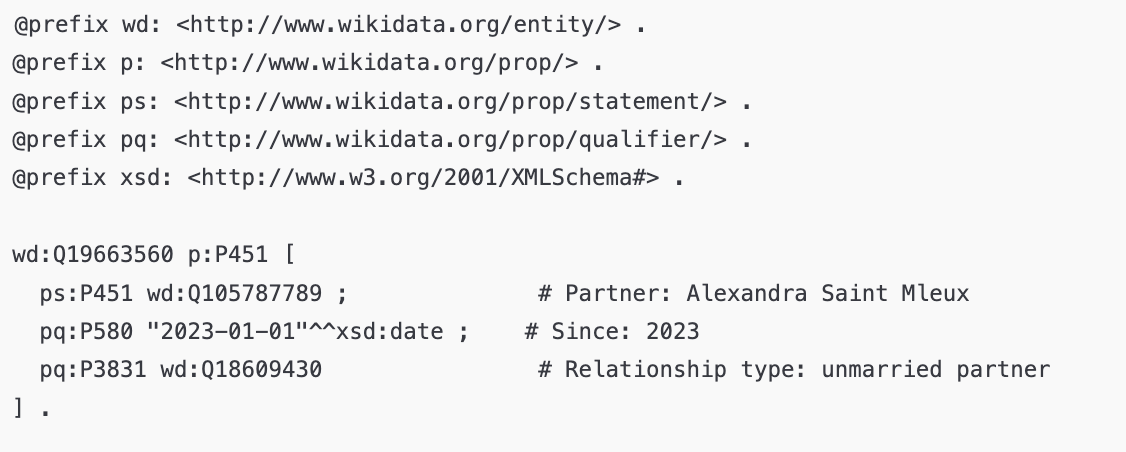 @prefix wd: <http://www.wikidata.org/entity/> .
@prefix p: <http://www.wikidata.org/prop/> .
@prefix ps: <http://www.wikidata.org/prop/statement/> .
@prefix pq: <http://www.wikidata.org/prop/qualifier/> .
@prefix xsd: <http://www.w3.org/2001/XMLSchema#> .

wd:Q19663560 p:P451 [
  ps:P451 wd:Q105787789 ;              # Partner: Alexandra Saint Mleux
  pq:P580 "2023-01-01"^^xsd:date ;    # Since: 2023
  pq:P3831 wd:Q18609430                # Relationship type: unmarried partner
] .